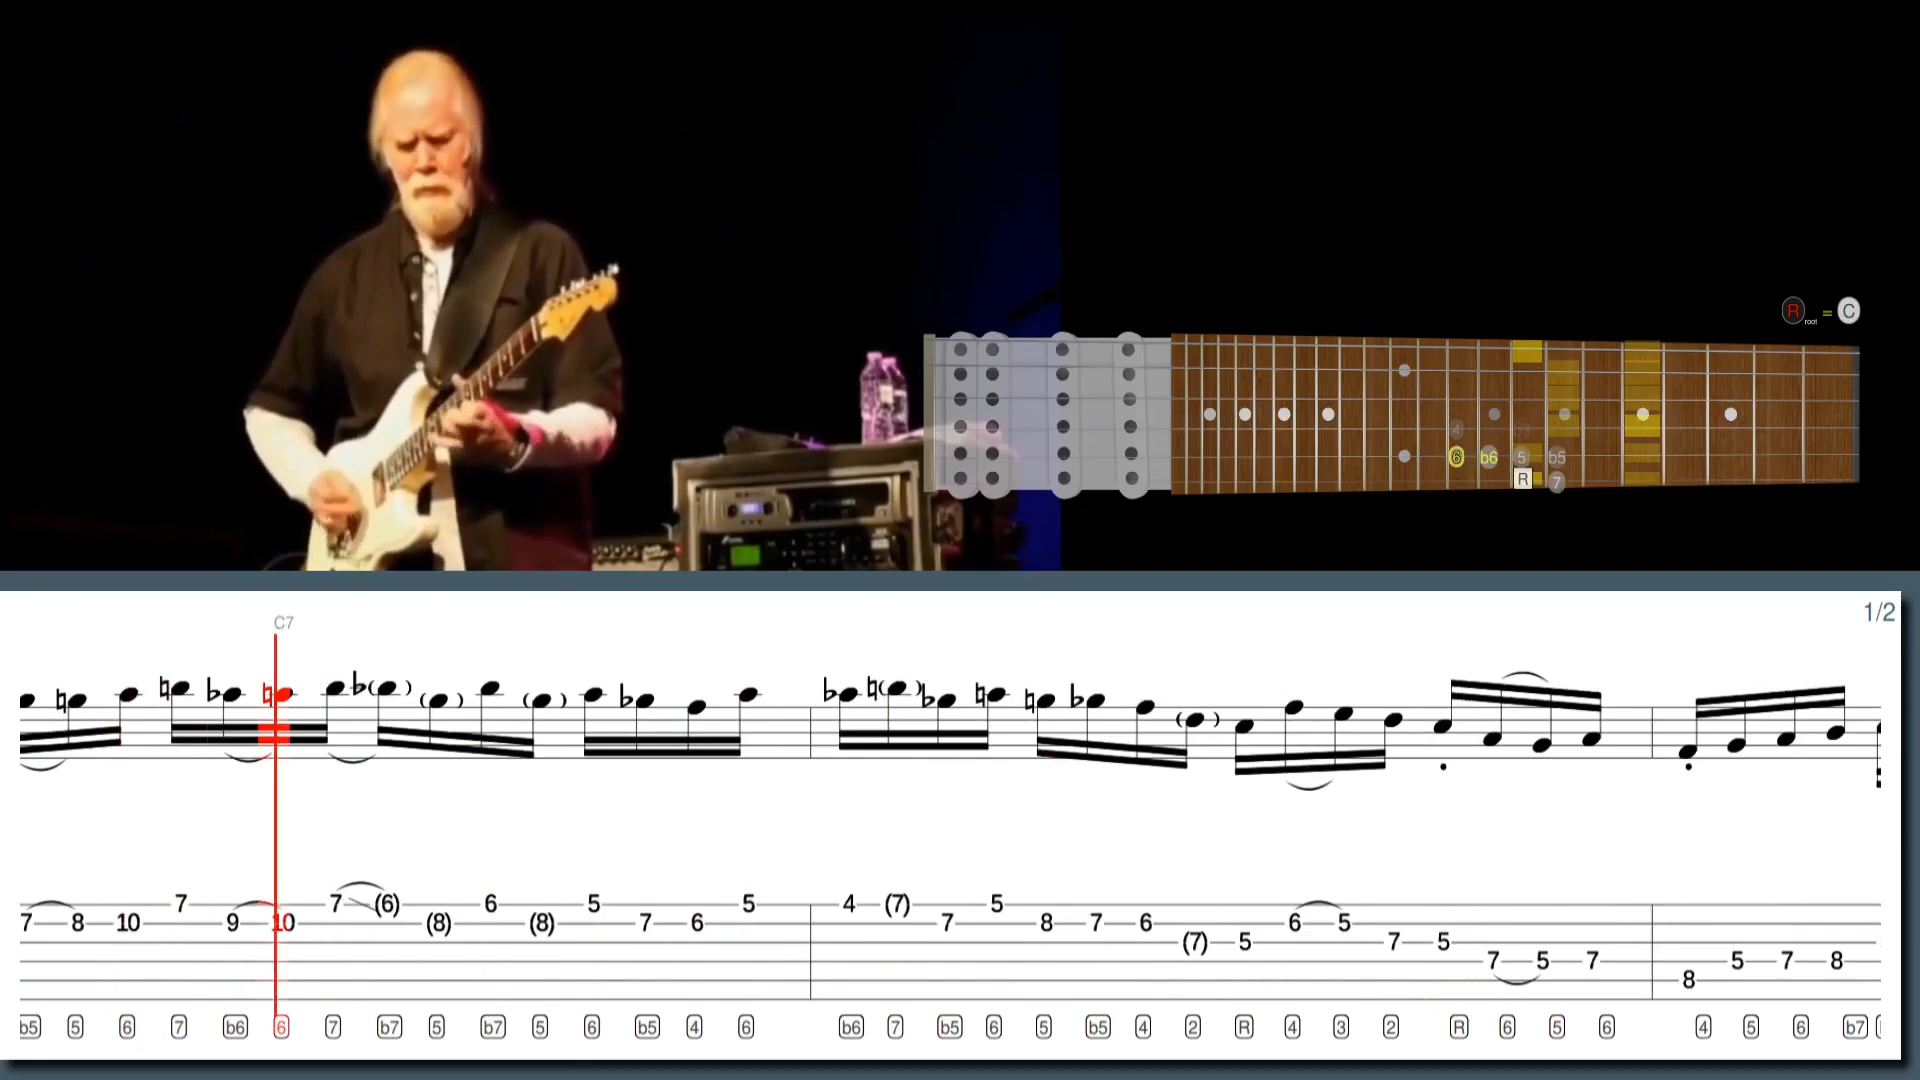 R root = C
4
6 b6 5 b5
R 7
1/2
C7
7 8 10 7 9 10 7 (6) (8) 6 (8) 5 7 6 5 4 (7) 7 5 8 7 6 (7) 5 6 5 7 5 7 5 7 8 5 7 8
b5 5 6 7 b6 6 7 b7 5 b7 5 6 b5 4 6 b6 7 b5 6 5 b5 4 2 R 4 3 2 R 6 5 6 4 5 6 b7